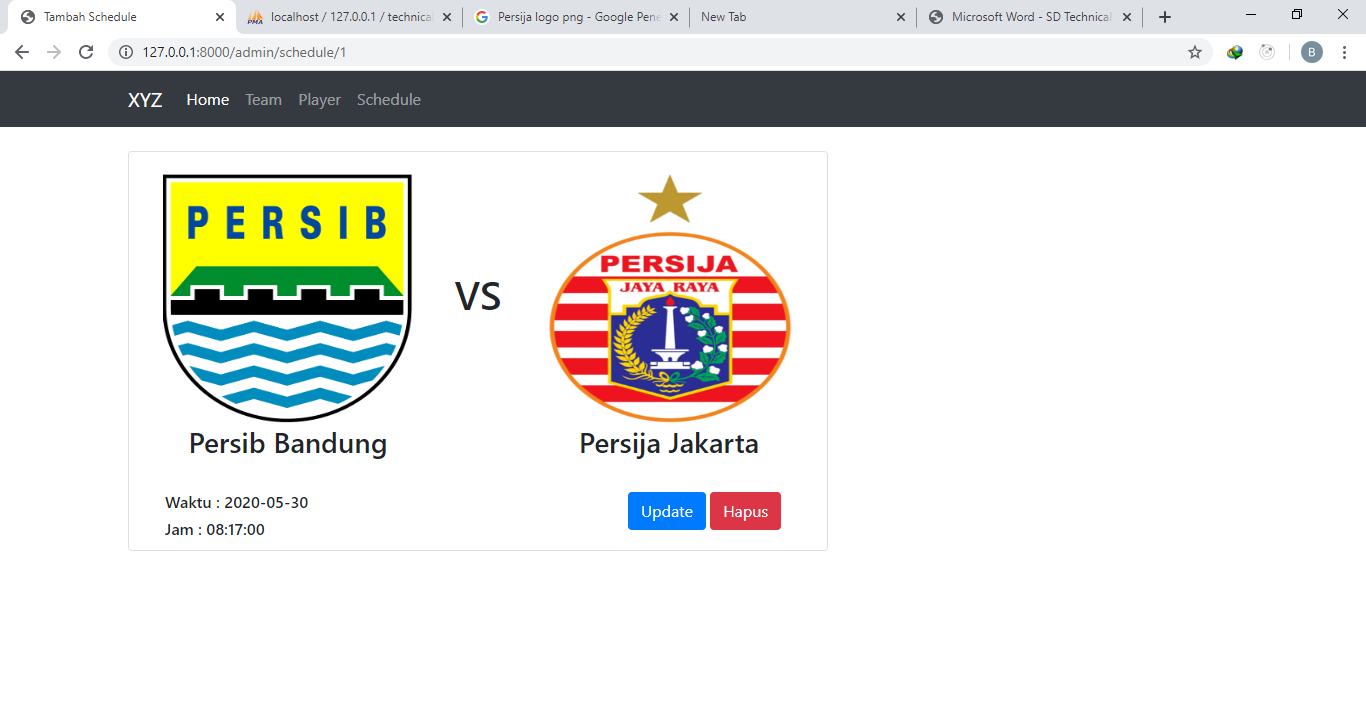 Tambah Schedule
localhost / 127.0.0.1 / technical
Persija logo png - Google Pene
New Tab
Microsoft Word - SD Technical
127.0.0.1:8000/admin/schedule/1
B
XYZ Home Team Player Schedule
PERSIB
VS
PERSIJA
JAYA RAYA
Persib Bandung
Persija Jakarta
Waktu : 2020-05-30
Jam : 08:17:00
Update Hapus